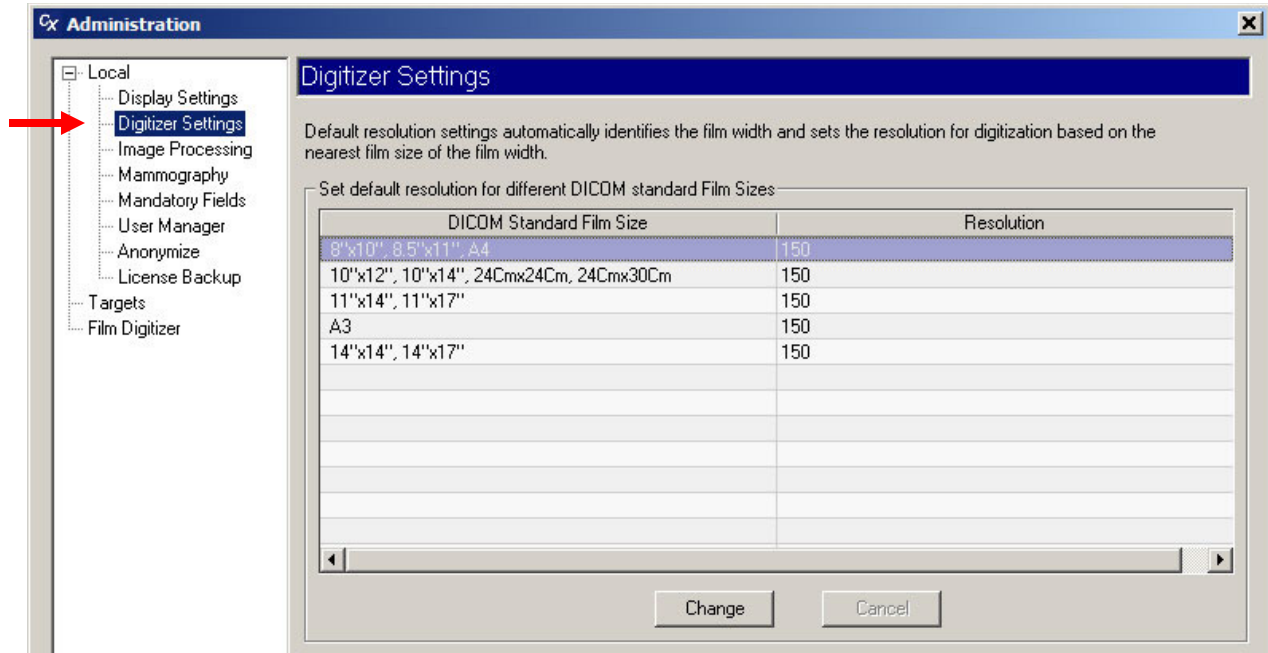 Cx Administration
Local
Display Settings
Digitizer Settings
Image Processing
Mammography
Mandatory Fields
User Manager
Anonymize
License Backup
Targets
Film Digitizer
Digitizer Settings
Default resolution settings automatically identifies the film width and sets the resolution for digitization based on the
nearest film size of the film width.
Set default resolution for different DICOM standard Film Sizes
DICOM Standard Film Size Resolution
8"x10", 8.5"x11", A4 150
10"x12", 10"x14", 24Cmx24Cm, 24Cmx30Cm 150
11"x14", 11"x17" 150
A3 150
14"x14", 14"x17" 150
Change Cancel